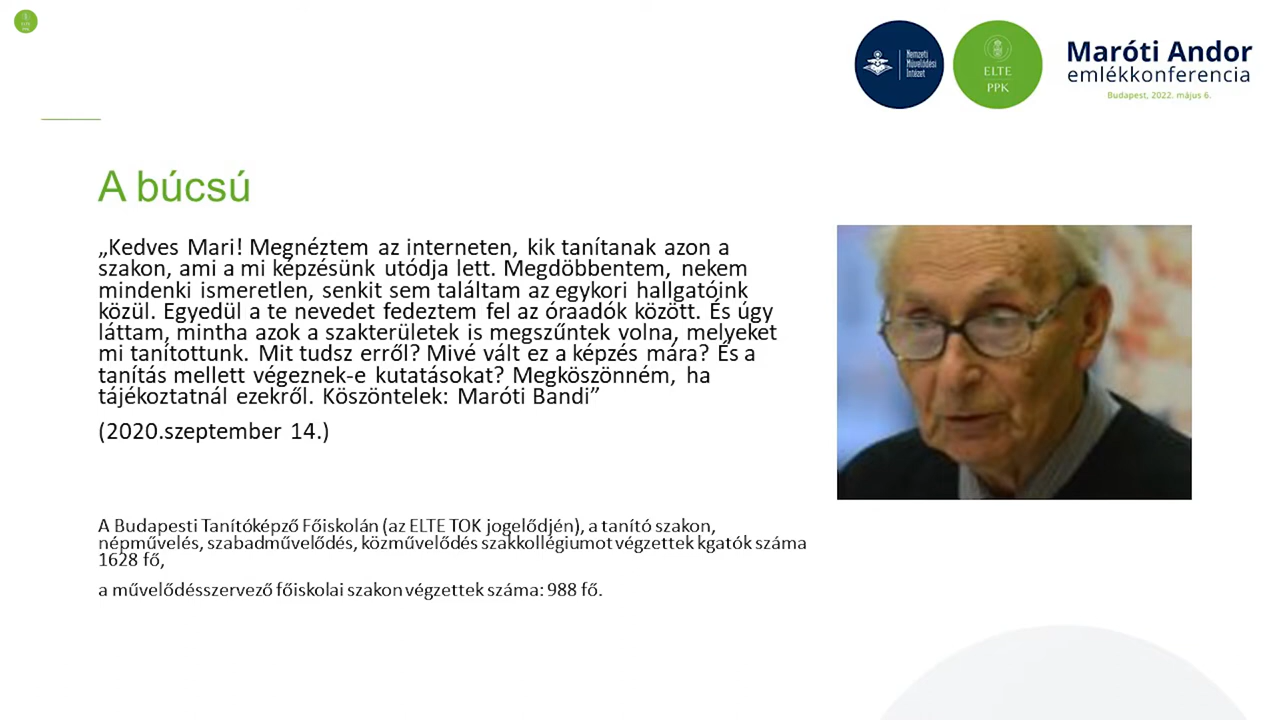 Nemzeti
Művelődési
Intézet
ELTE
PPK
Maróti Andor
emlékkonferencia
Budapest, 2022. május 6.
A búcsú
„Kedves Mari! Megnéztem az interneten, kik tanítanak azon a
szakon, ami a mi képzésünk utódja lett. Megdöbbentem, nekem
mindenki ismeretlen, senkit sem találtam az egykori hallgatóink
közül. Egyedül a te nevedet fedeztem fel az óraadók között. És úgy
láttam, mintha azok a szakterületek is megszűntek volna, melyeket
mi tanítottunk. Mit tudsz erről? Mivé vált ez a képzés mára? És a
tanítás mellett végeznek-e kutatásokat? Megköszönném, ha
tájékoztatnál ezekről. Köszöntelek: Maróti Bandi”
(2020.szeptember 14.)
A Budapesti Tanítóképző Főiskolán (az ELTE TOK jogelődjén), a tanító szakon,
népművelés, szabadművelődés, közművelődés szakkollégiumot végzettek kgatók száma
1628 fő,
a művelődésszervező főiskolai szakon végzettek száma: 988 fő.